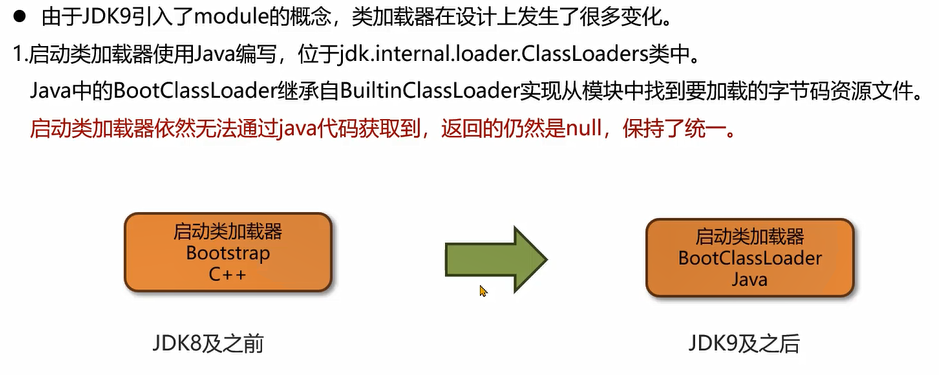 ● 由于JDK9引入了module的概念，类加载器在设计上发生了很多变化。
1.启动类加载器使用Java编写，位于jdk.internal.loader.ClassLoaders类中。
Java中的BootClassLoader继承自BuiltinClassLoader实现从模块中找到要加载的字节码资源文件。
启动类加载器依然无法通过java代码获取到，返回的仍然是null，保持了统一。
启动类加载器
Bootstrap
C++
启动类加载器
BootClassLoader
Java
JDK8及之前
JDK9及之后